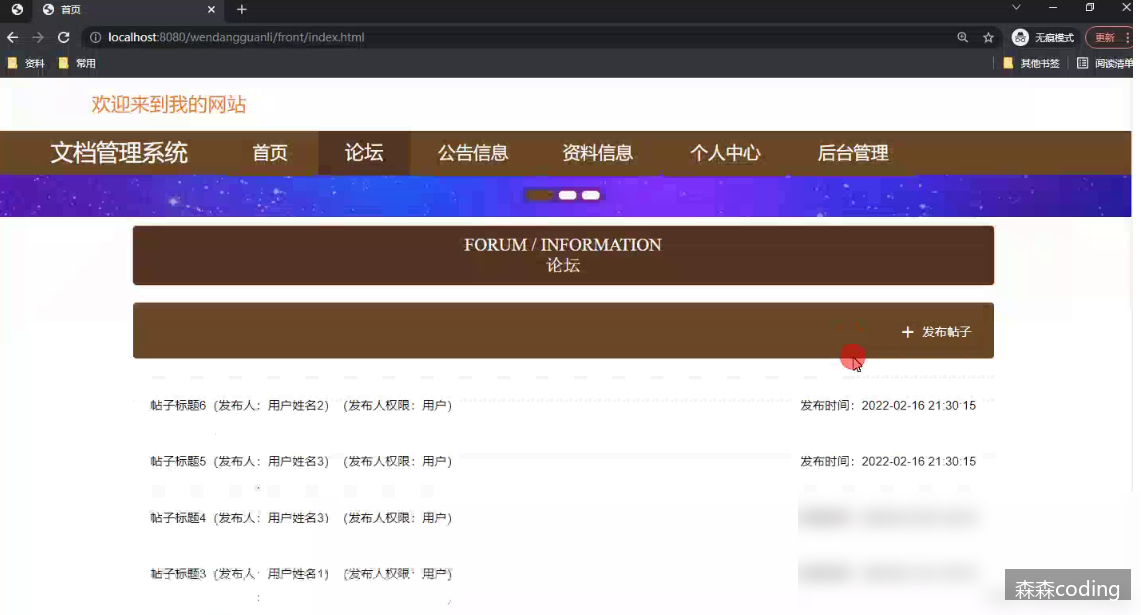 首页
localhost:8080/wendangguanli/front/index.html
无痕模式
更新
资料
常用
其他书签
阅读清单
欢迎来到我的网站
文档管理系统 首页 论坛 公告信息 资料信息 个人中心 后台管理
FORUM / INFORMATION
论坛
+ 发布帖子
帖子标题6 (发布人：用户姓名2) (发布人权限：用户) 发布时间：2022-02-16 21:30:15
帖子标题5 (发布人：用户姓名3) (发布人权限：用户) 发布时间：2022-02-16 21:30:15
帖子标题4 (发布人：用户姓名3) (发布人权限：用户)
帖子标题3 (发布人：用户姓名1) (发布人权限：用户)
森森coding